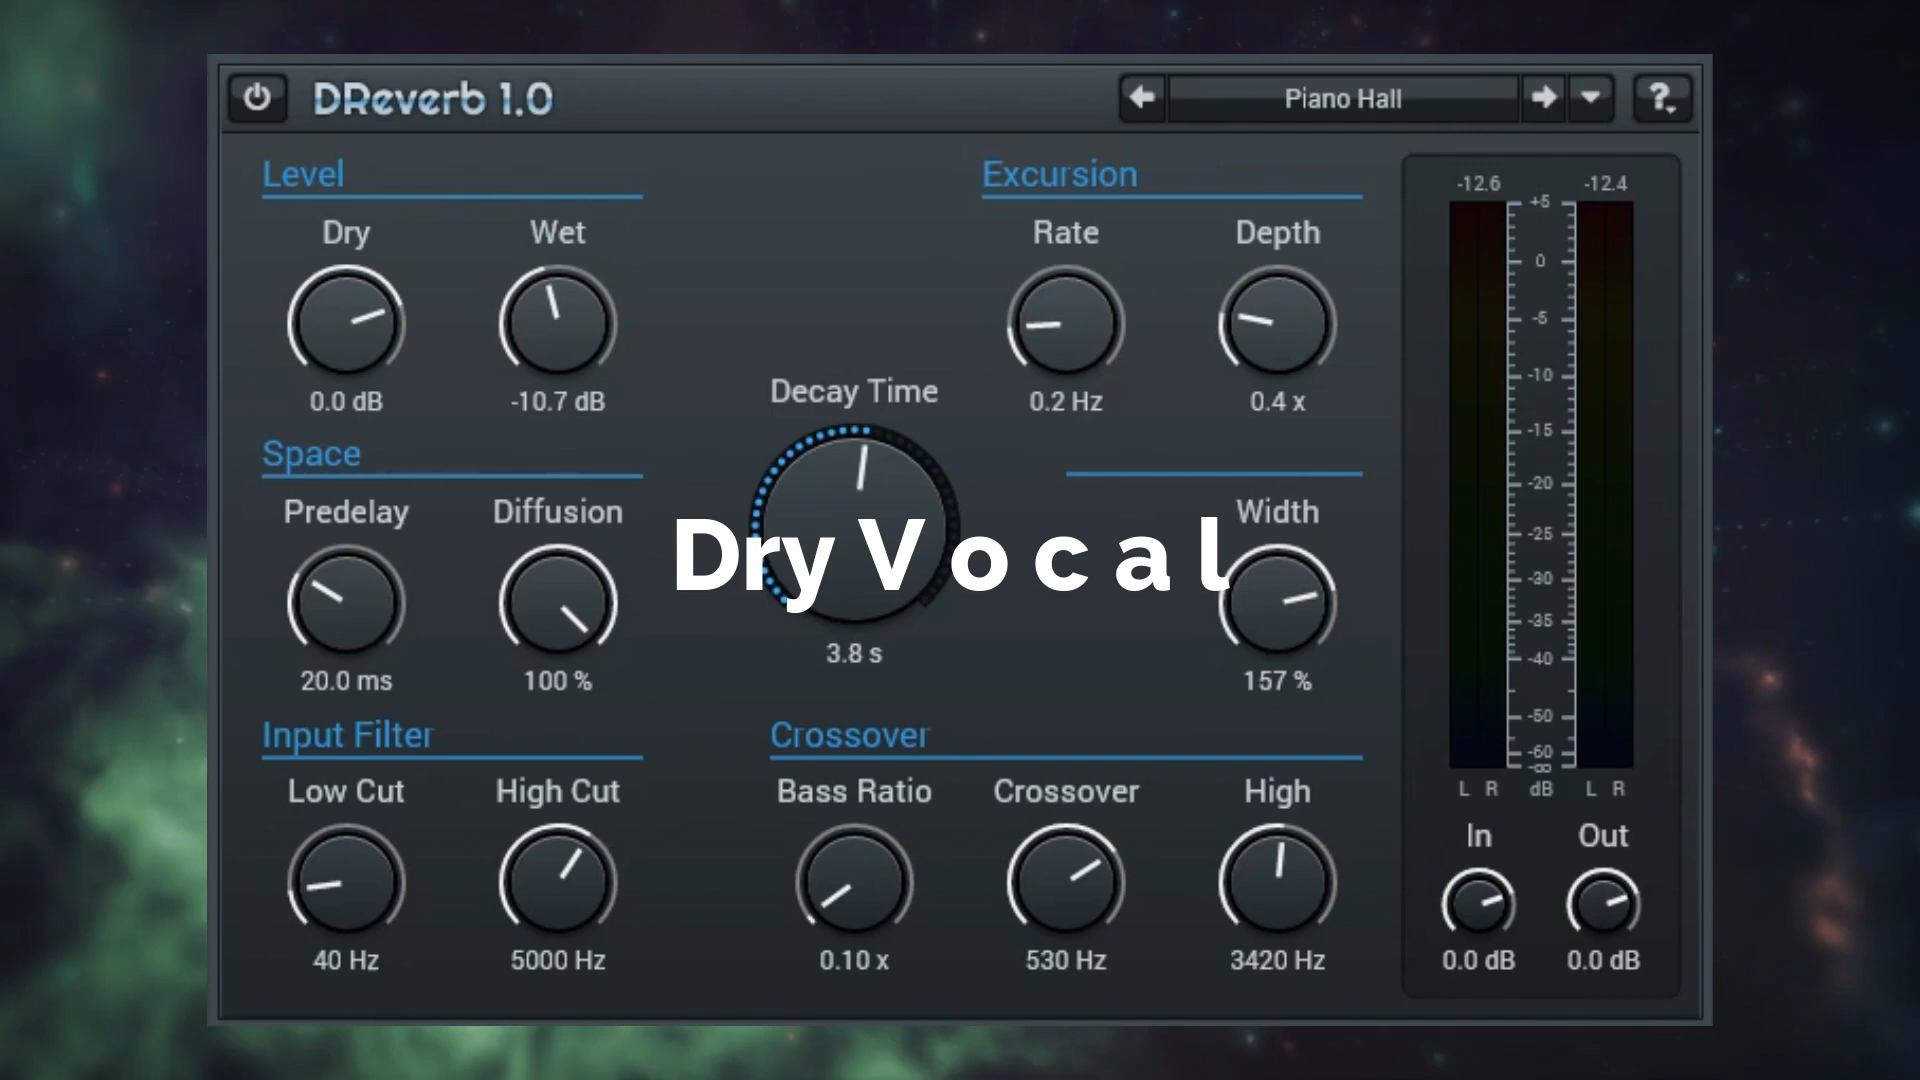 DReverb 1.0
Piano Hall
?
Level
Dry
Wet
0.0 dB
-10.7 dB
Excursion
Rate
Depth
0.2 Hz
0.4 x
Decay Time
3.8 s
Space
Predelay
Diffusion
20.0 ms
100 %
Width
157 %
Dry Vocal
Input Filter
Low Cut
High Cut
40 Hz
5000 Hz
Crossover
Bass Ratio
Crossover
High
0.10 x
530 Hz
3420 Hz
-12.6
-12.4
+5
0
-5
-10
-15
-20
-25
-30
-35
-40
-50
-60
-∞
L R dB L R
In
Out
0.0 dB
0.0 dB